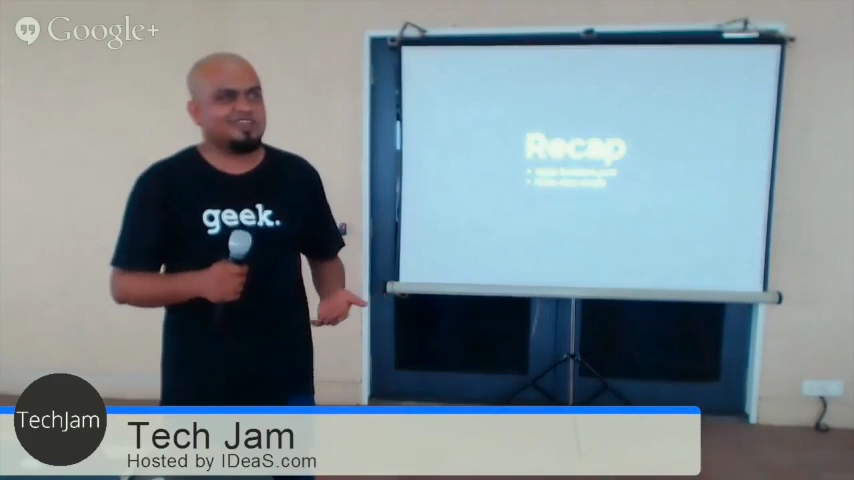 Google+
Recap
geek.
TechJam
Tech Jam
Hosted by IDeaS.com